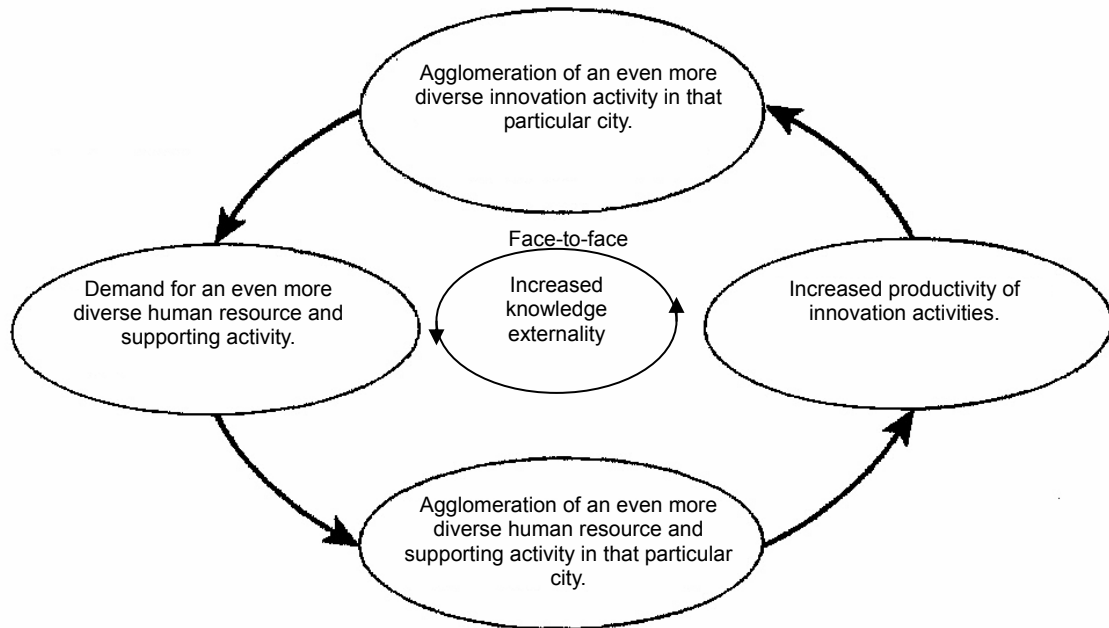 Agglomeration of an even more
diverse innovation activity in that
particular city.
Face-to-face
Demand for an even more
diverse human resource and
supporting activity.
Increased
knowledge
externality
Increased productivity of
innovation activities.
Agglomeration of an even more
diverse human resource and
supporting activity in that particular
city.